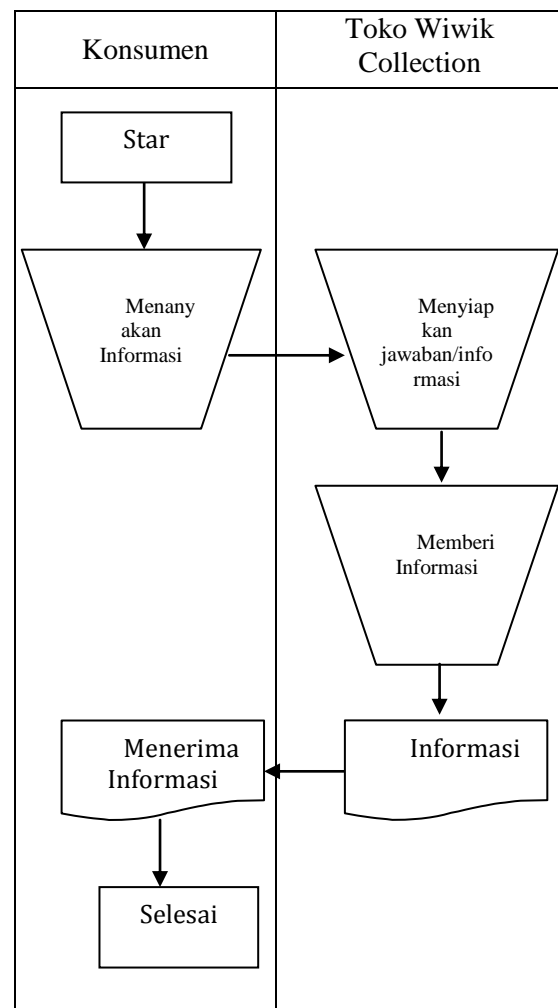 Konsumen
Toko Wiwik
Collection
Star
Menany
akan
Informasi
Menyiap
kan
jawaban/info
rmasi
Memberi
Informasi
Informasi
Menerima
Informasi
Selesai